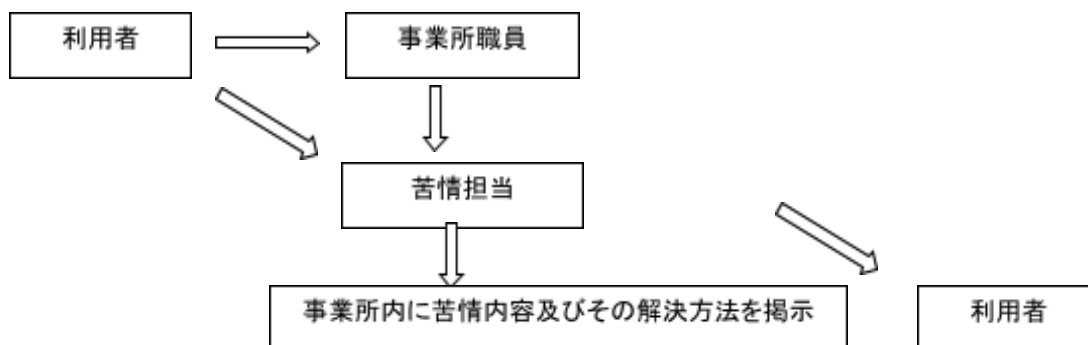 利用者
事業所職員
苦情担当
事業所内に苦情内容及びその解決方法を掲示
利用者